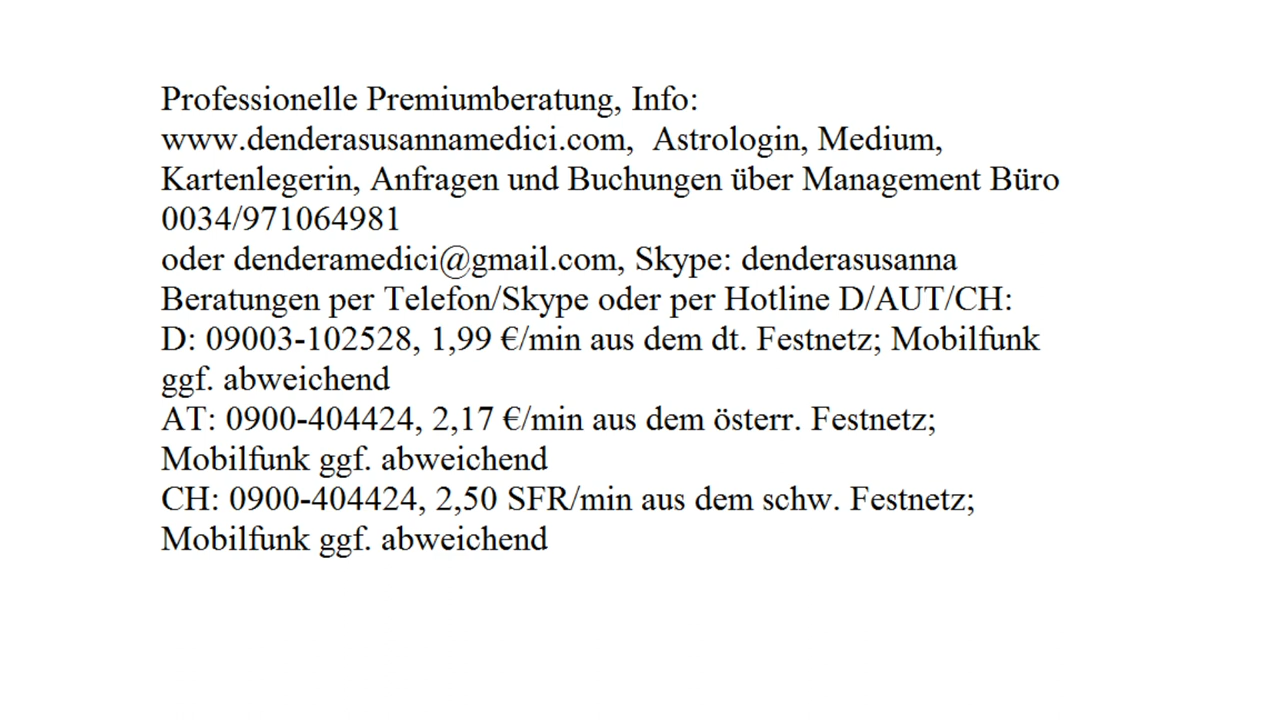 Professionelle Premiumberatung, Info:
www.denderasusannamedici.com,  Astrologin, Medium,
Kartenlegerin, Anfragen und Buchungen über Management Büro
0034/971064981
oder denderamedici@gmail.com, Skype: denderasusanna
Beratungen per Telefon/Skype oder per Hotline D/AUT/CH:
D: 09003-102528, 1,99 €/min aus dem dt. Festnetz; Mobilfunk
ggf. abweichend
AT: 0900-404424, 2,17 €/min aus dem österr. Festnetz;
Mobilfunk ggf. abweichend
CH: 0900-404424, 2,50 SFR/min aus dem schw. Festnetz;
Mobilfunk ggf. abweichend